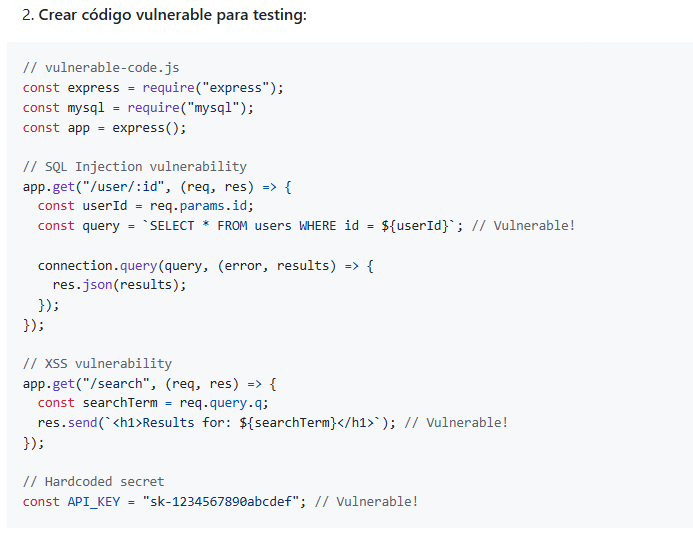 2. Crear código vulnerable para testing:
// vulnerable-code.js
const express = require("express");
const mysql = require("mysql");
const app = express();

// SQL Injection vulnerability
app.get("/user/:id", (req, res) => {
  const userId = req.params.id;
  const query = `SELECT * FROM users WHERE id = ${userId}`; // Vulnerable!

  connection.query(query, (error, results) => {
    res.json(results);
  });
});

// XSS vulnerability
app.get("/search", (req, res) => {
  const searchTerm = req.query.q;
  res.send(`<h1>Results for: ${searchTerm}</h1>`); // Vulnerable!
});

// Hardcoded secret
const API_KEY = "sk-1234567890abcdef"; // Vulnerable!